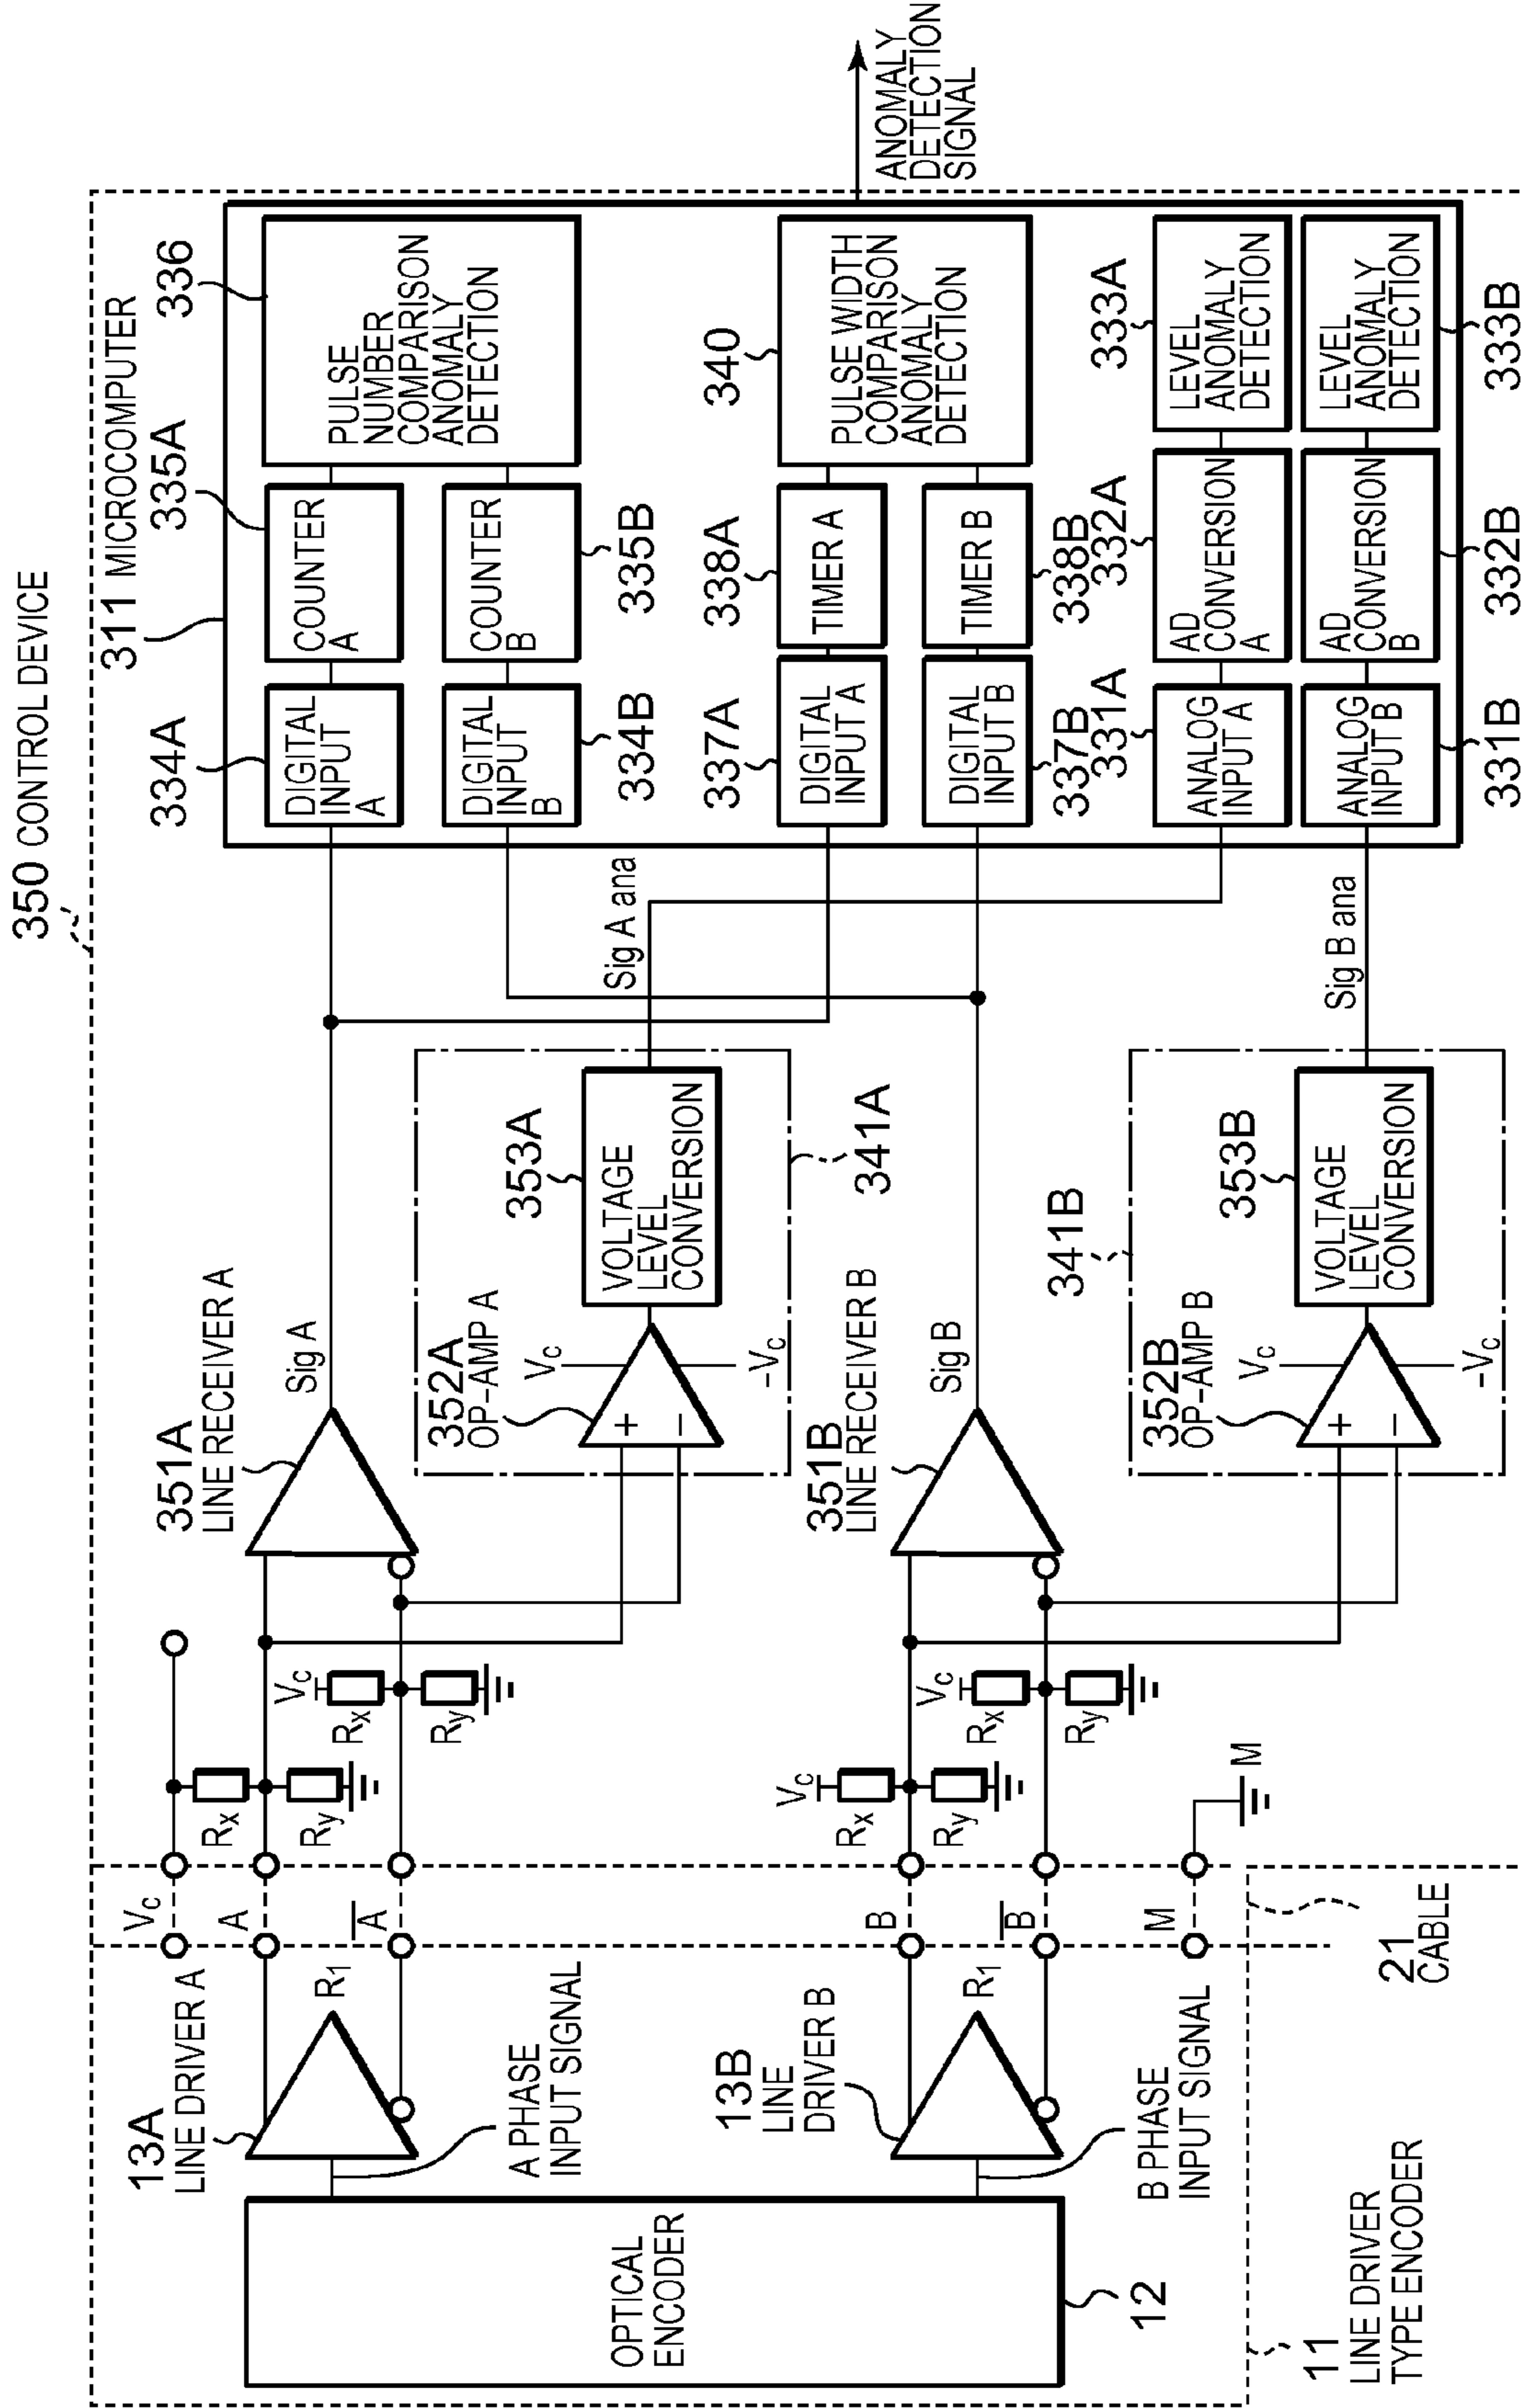 350 CONTROL DEVICE
311 MICROCOMPUTER
334A
DIGITAL
INPUT
A
335A
COUNTER
A
336
PULSE
NUMBER
COMPARISON
ANOMALY
DETECTION
DIGITAL
INPUT
B
334B
COUNTER
B
335B
337A
DIGITAL
INPUT A
338A
TIMER A
340
PULSE WIDTH
COMPARISON
ANOMALY
DETECTION
DIGITAL
INPUT B
337B
TIMER B
338B
331A
ANALOG
INPUT A
332A
AD
CONVERSION
A
333A
LEVEL
ANOMALY
DETECTION
ANALOG
INPUT B
331B
AD
CONVERSION
B
332B
LEVEL
ANOMALY
DETECTION
333B
ANOMALY
DETECTION
SIGNAL
Sig A ana
Sig B ana
351A
LINE RECEIVER A
Sig A
352A
OP-AMP A
Vc
-Vc
+
−
353A
VOLTAGE
LEVEL
CONVERSION
341A
351B
LINE RECEIVER B
Sig B
341B
352B
OP-AMP B
Vc
-Vc
+
−
353B
VOLTAGE
LEVEL
CONVERSION
Rx
Ry
Vc
Rx
Ry
Vc
Rx
Ry
Vc
Rx
Ry
M
Vc
A
A̅
B
B̅
M
21
CABLE
13A
LINE DRIVER A
R1
A PHASE
INPUT SIGNAL
13B
LINE
DRIVER B
R1
B PHASE
INPUT SIGNAL
OPTICAL
ENCODER
12
11
LINE DRIVER
TYPE ENCODER